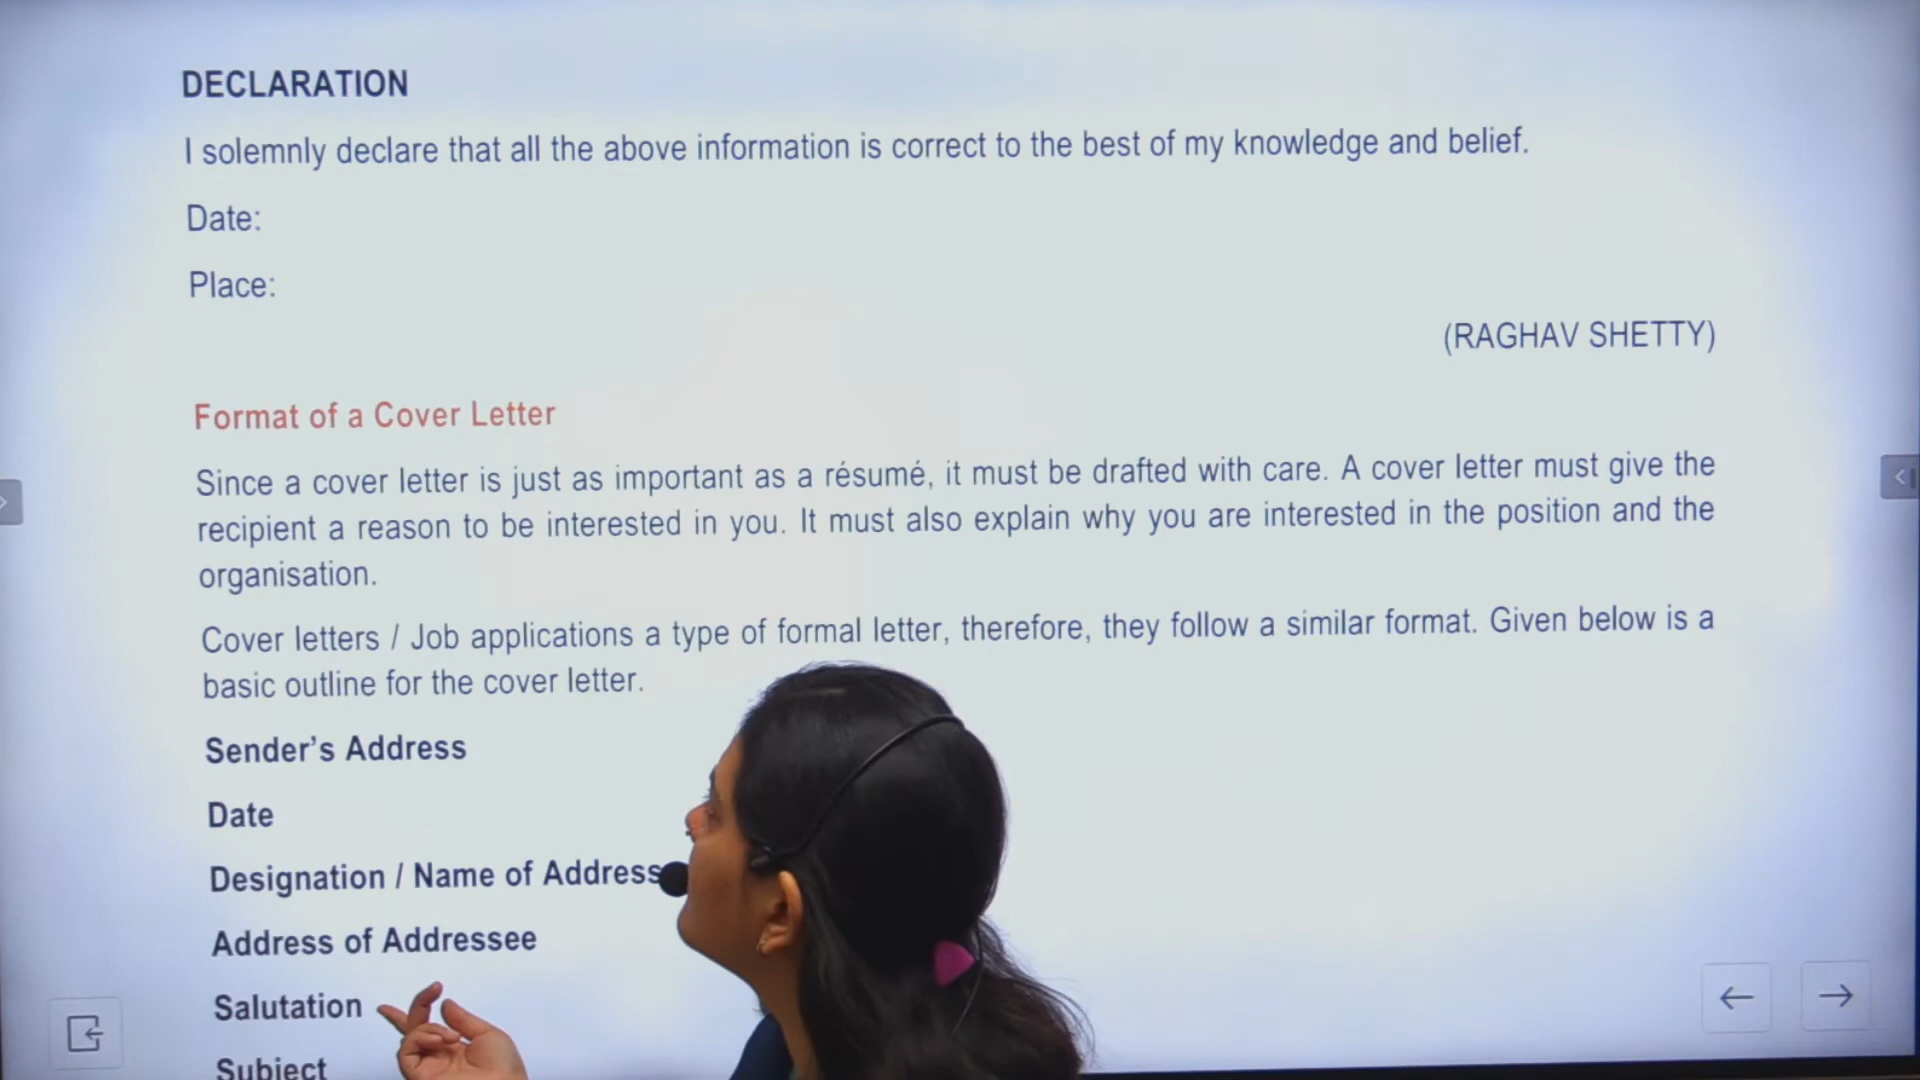 DECLARATION
I solemnly declare that all the above information is correct to the best of my knowledge and belief.
Date:
Place:
(RAGHAV SHETTY)
Format of a Cover Letter
Since a cover letter is just as important as a résumé, it must be drafted with care. A cover letter must give the
recipient a reason to be interested in you. It must also explain why you are interested in the position and the
organisation.
Cover letters / Job applications a type of formal letter, therefore, they follow a similar format. Given below is a
basic outline for the cover letter.
Sender's Address
Date
Designation / Name of
Address of Addressee
Salutation
Subject